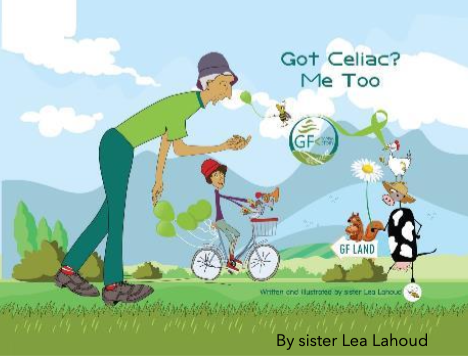 Got Celiac?
Me Too
GF
GF LAND
Written and illustrated by sister Lea Lahoud
By sister Lea Lahoud